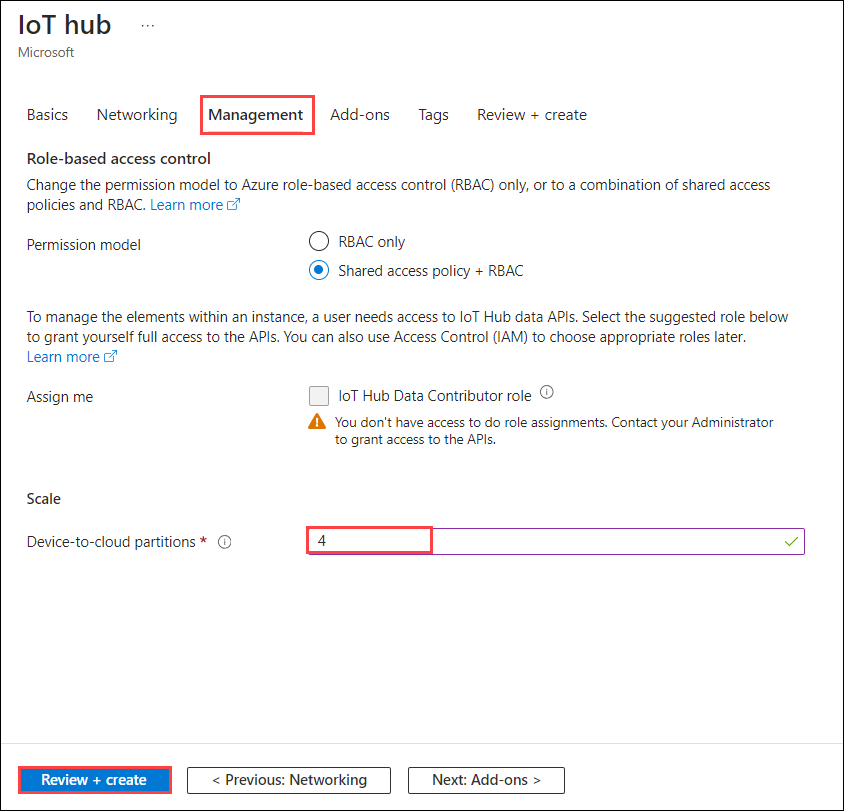 IoT hub ...
Microsoft
Basics Networking Management Add-ons Tags Review + create
Role-based access control
Change the permission model to Azure role-based access control (RBAC) only, or to a combination of shared access
policies and RBAC. Learn more
Permission model
RBAC only
Shared access policy + RBAC
To manage the elements within an instance, a user needs access to IoT Hub data APIs. Select the suggested role below
to grant yourself full access to the APIs. You can also use Access Control (IAM) to choose appropriate roles later.
Learn more
Assign me IoT Hub Data Contributor role
You don't have access to do role assignments. Contact your Administrator
to grant access to the APIs.
Scale
Device-to-cloud partitions * 4
Review + create < Previous: Networking Next: Add-ons >